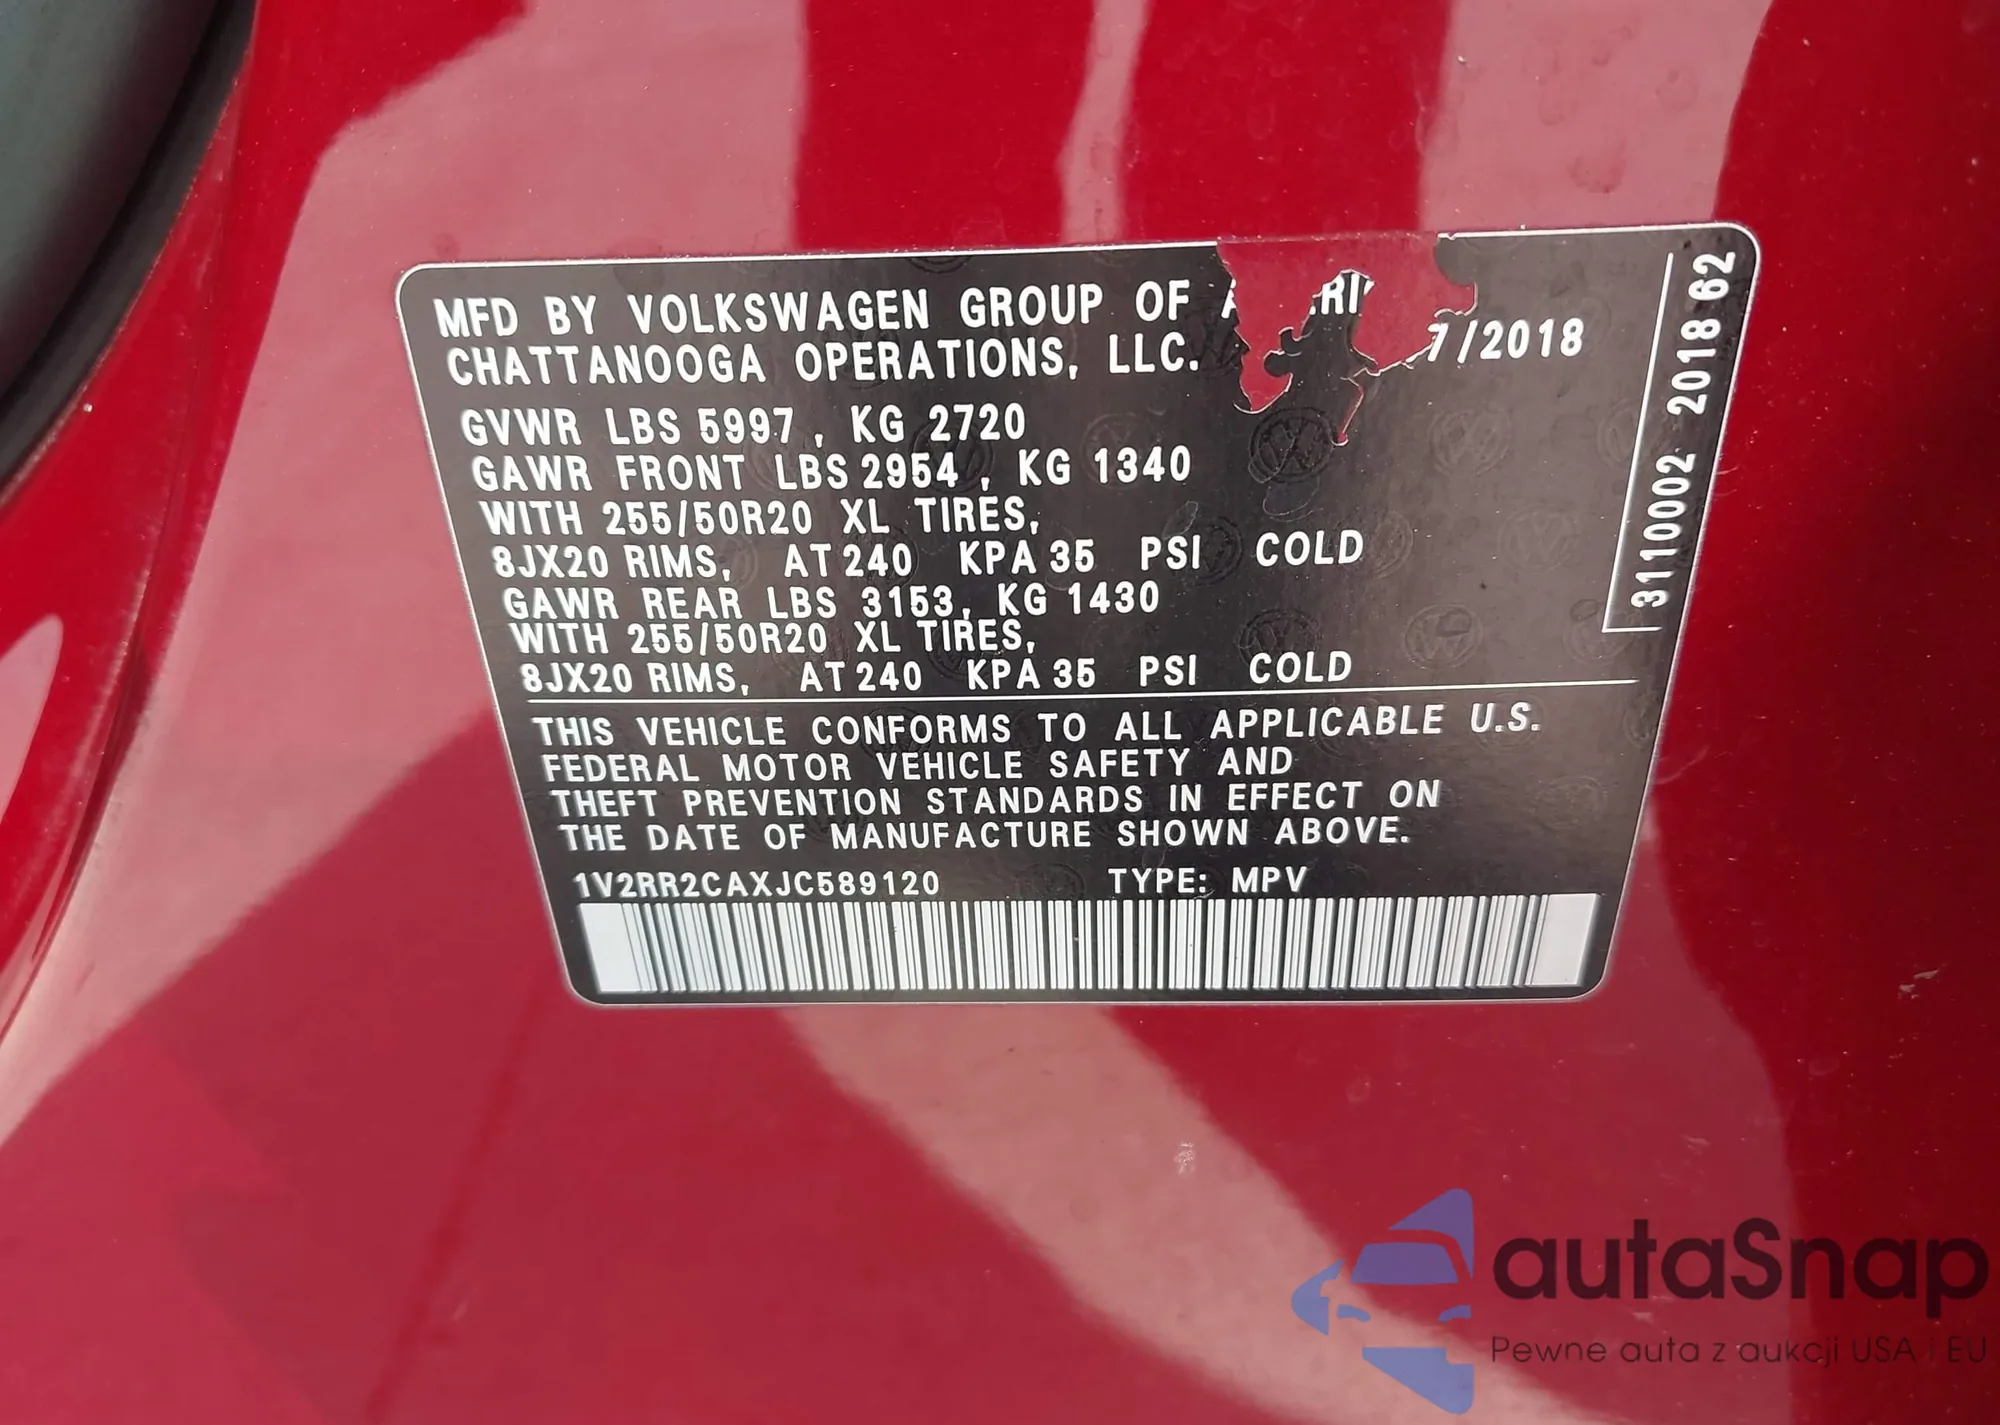 MFD BY VOLKSWAGEN GROUP OF
CHATTANOOGA OPERATIONS, LLC. 7/2018
GVWR LBS 5997, KG 2720
GAWR FRONT LBS 2954, KG 1340
WITH 255/50R20 XL TIRES,
8JX20 RIMS, AT 240 KPA 35 PSI COLD
GAWR REAR LBS 3153, KG 1430
WITH 255/50R20 XL TIRES,
8JX20 RIMS, AT 240 KPA 35 PSI COLD
THIS VEHICLE CONFORMS TO ALL APPLICABLE U.S.
FEDERAL MOTOR VEHICLE SAFETY AND
THEFT PREVENTION STANDARDS IN EFFECT ON
THE DATE OF MANUFACTURE SHOWN ABOVE.
1V2RR2CAXJC589120 TYPE: MPV
3110002 2018 62
autaSnap
Pewne auta z aukcji USA i EU